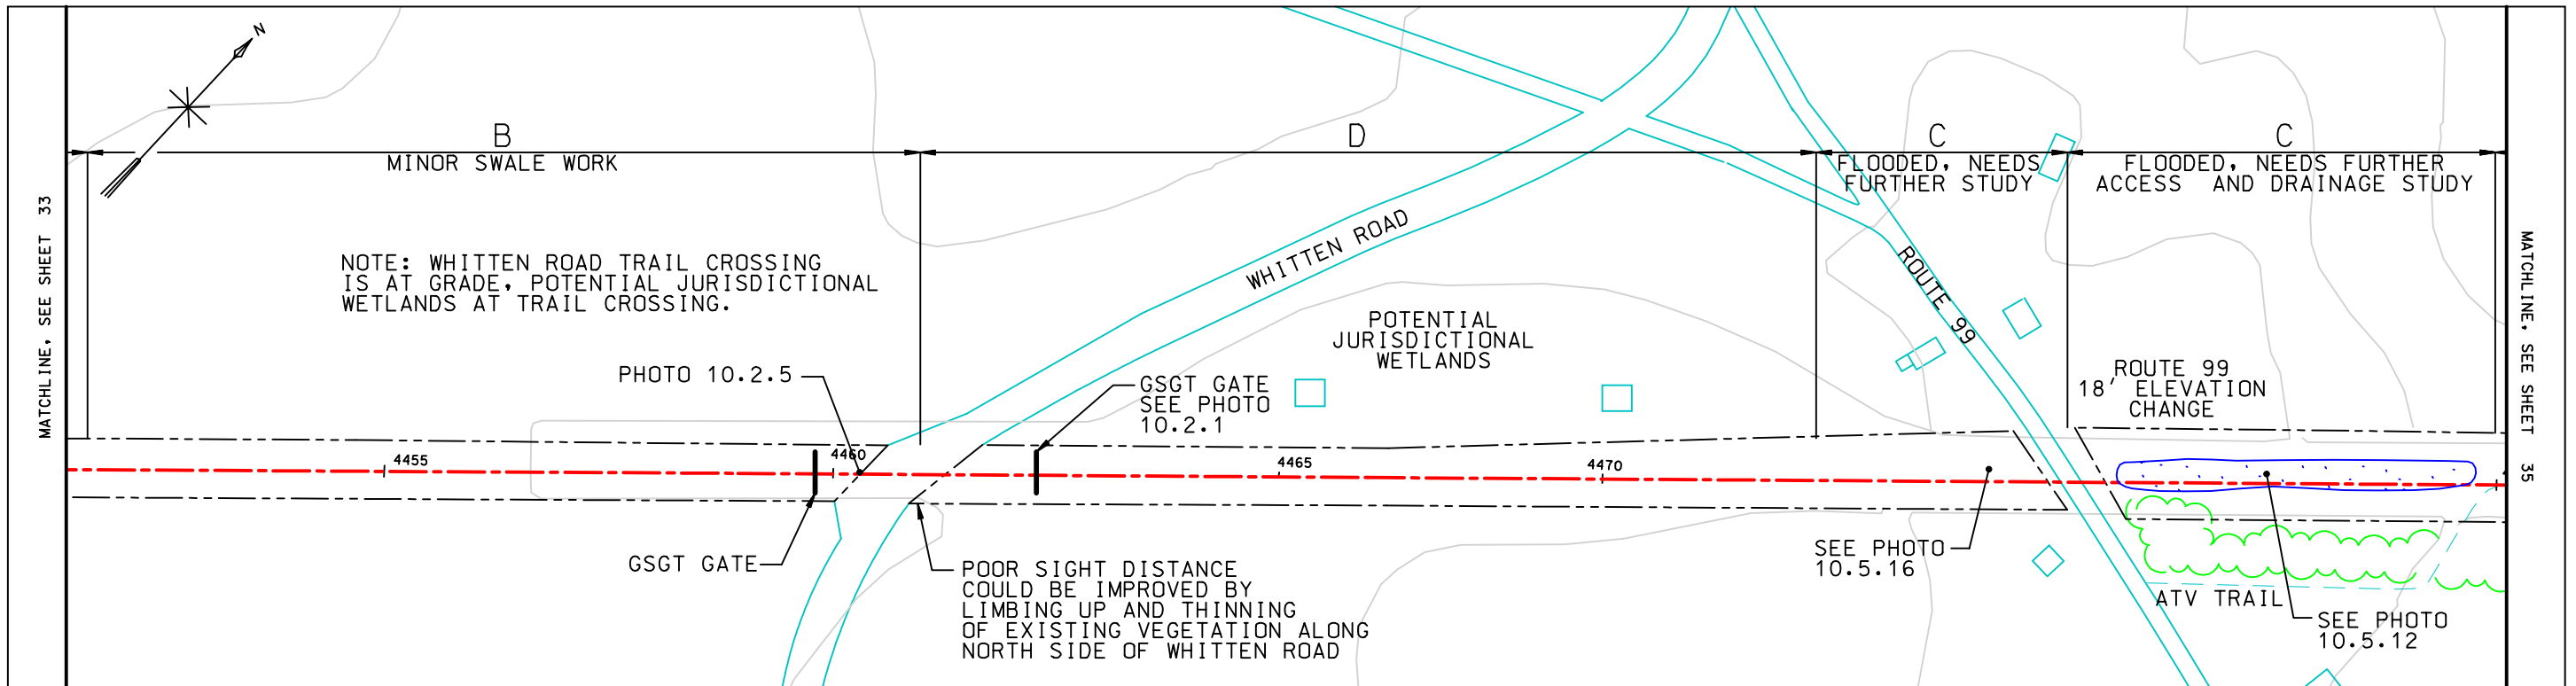 N
B
MINOR SWALE WORK
D
C
FLOODED, NEEDS
FURTHER STUDY
C
FLOODED, NEEDS FURTHER
ACCESS AND DRAINAGE STUDY
MATCHLINE, SEE SHEET 33
NOTE: WHITTEN ROAD TRAIL CROSSING
IS AT GRADE, POTENTIAL JURISDICTIONAL
WETLANDS AT TRAIL CROSSING.
WHITTEN ROAD
ROUTE 99
POTENTIAL
JURISDICTIONAL
WETLANDS
MATCHLINE, SEE SHEET 35
PHOTO 10.2.5
GSGT GATE
SEE PHOTO
10.2.1
ROUTE 99
18' ELEVATION
CHANGE
4455
4460
4465
4470
GSGT GATE
POOR SIGHT DISTANCE
COULD BE IMPROVED BY
LIMBING UP AND THINNING
OF EXISTING VEGETATION ALONG
NORTH SIDE OF WHITTEN ROAD
SEE PHOTO
10.5.16
ATV TRAIL
SEE PHOTO
10.5.12